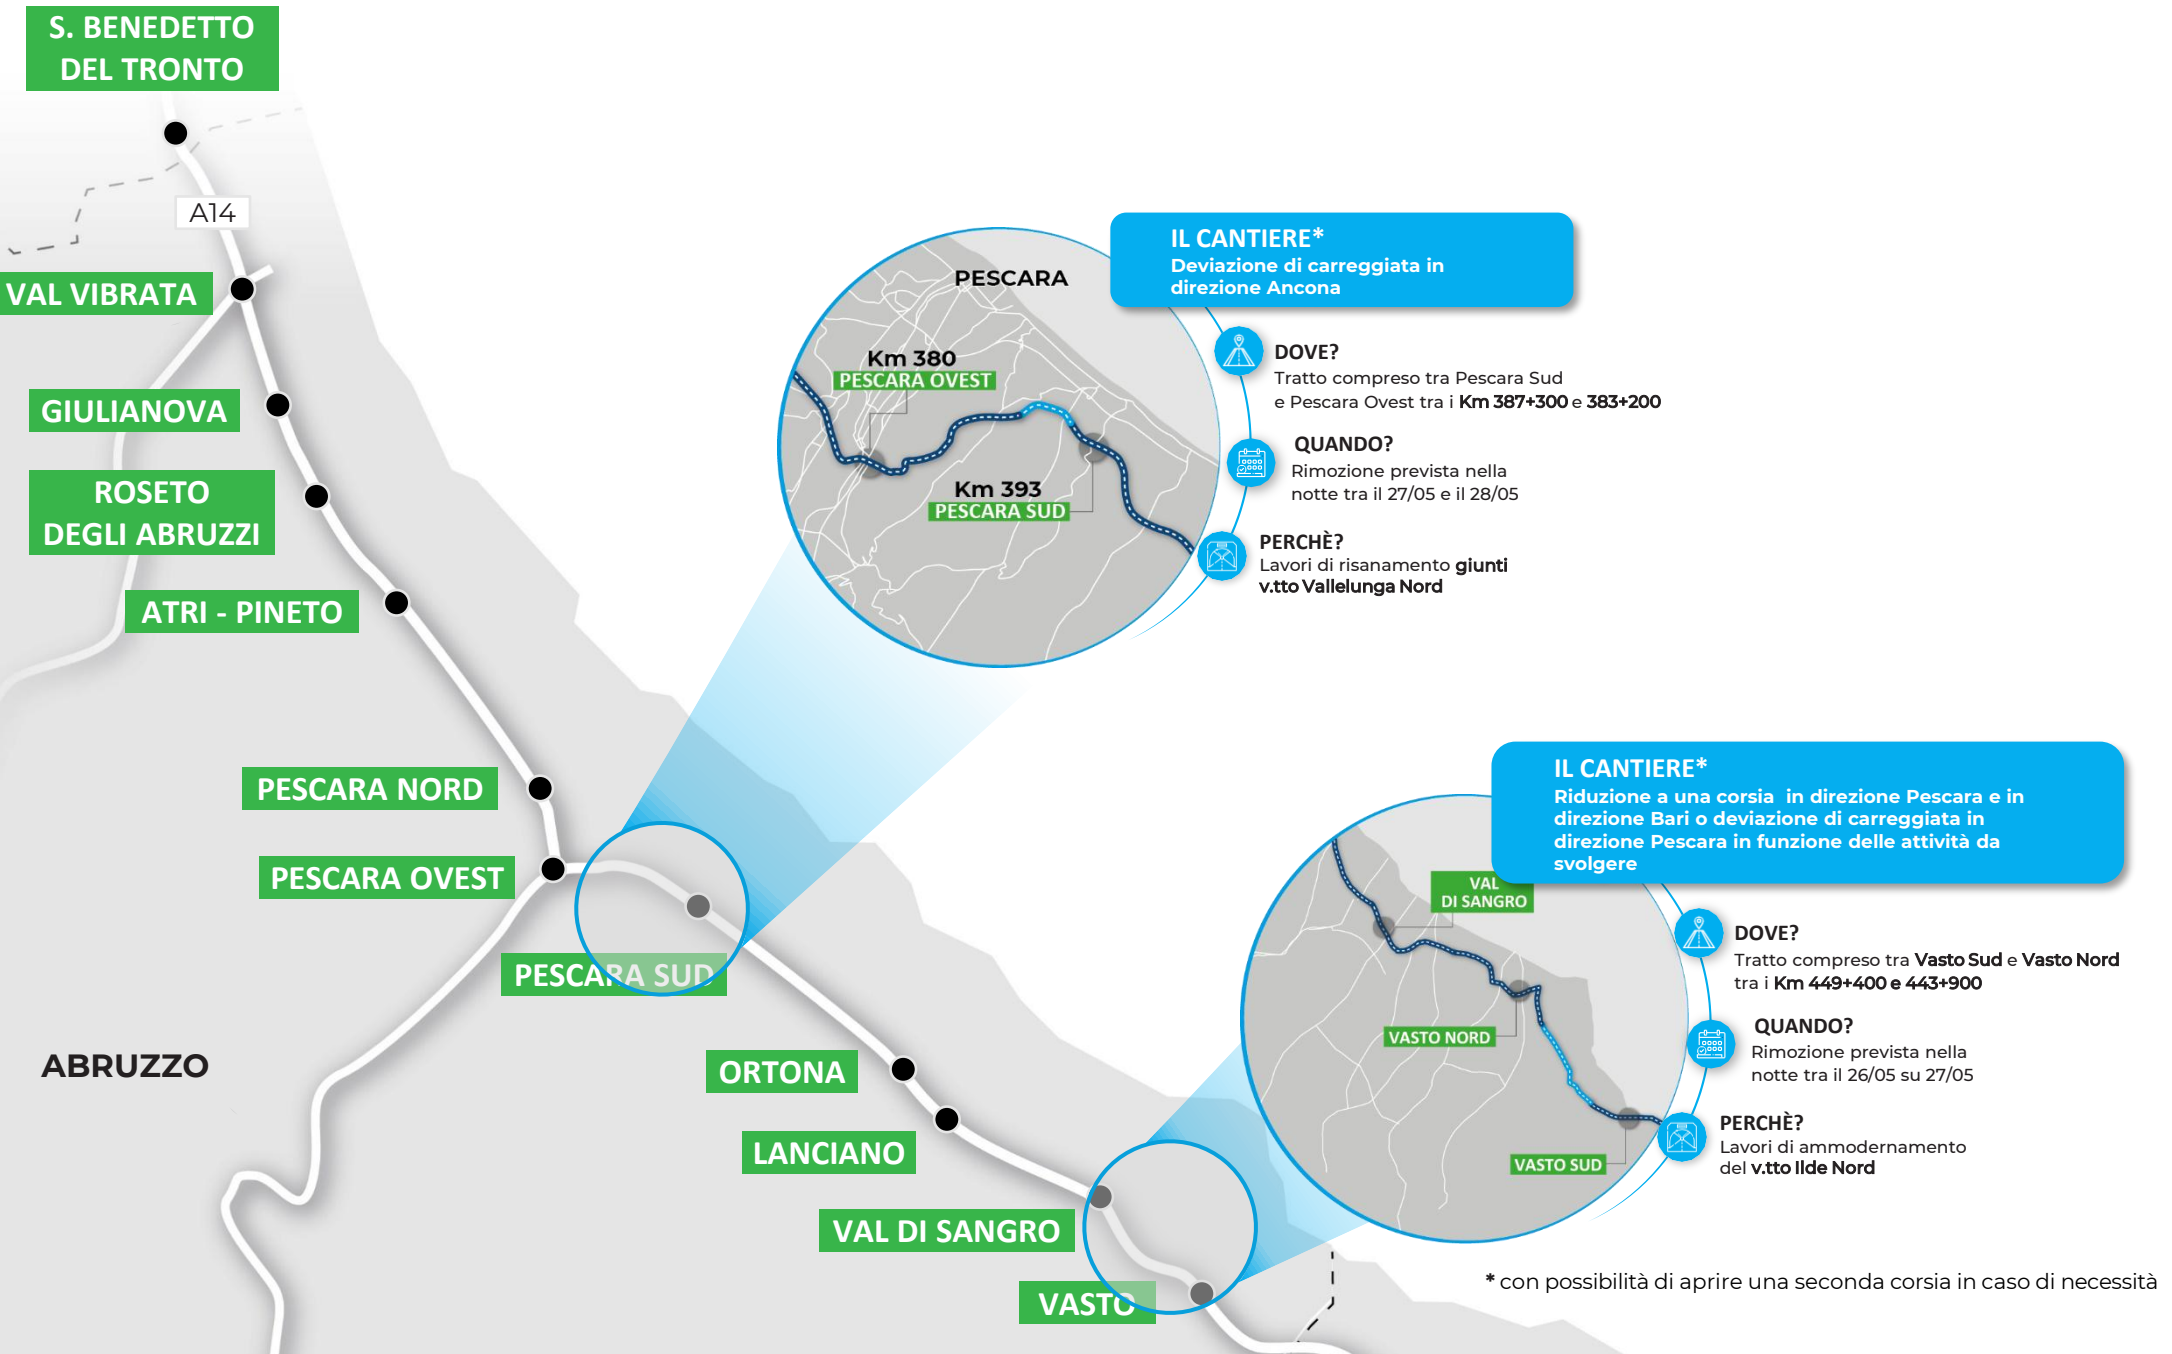 S. BENEDETTO
DEL TRONTO
A14
VAL VIBRATA
GIULIANOVA
ROSETO
DEGLI ABRUZZI
ATRI - PINETO
PESCARA NORD
PESCARA OVEST
PESCARA SUD
ABRUZZO
ORTONA
LANCIANO
VAL DI SANGRO
VASTO
PESCARA
Km 380
PESCARA OVEST
Km 393
PESCARA SUD
IL CANTIERE*
Deviazione di carreggiata in
direzione Ancona
DOVE?
Tratto compreso tra Pescara Sud
e Pescara Ovest tra i Km 387+300 e 383+200
QUANDO?
Rimozione prevista nella
notte tra il 27/05 e il 28/05
PERCHÈ?
Lavori di risanamento giunti
v.tto Vallelunga Nord
VAL
DI SANGRO
VASTO NORD
VASTO SUD
IL CANTIERE*
Riduzione a una corsia in direzione Pescara e in
direzione Bari o deviazione di carreggiata in
direzione Pescara in funzione delle attività da
svolgere
DOVE?
Tratto compreso tra Vasto Sud e Vasto Nord
tra i Km 449+400 e 443+900
QUANDO?
Rimozione prevista nella
notte tra il 26/05 su 27/05
PERCHÈ?
Lavori di ammodernamento
del v.tto Ilde Nord
* con possibilità di aprire una seconda corsia in caso di necessità